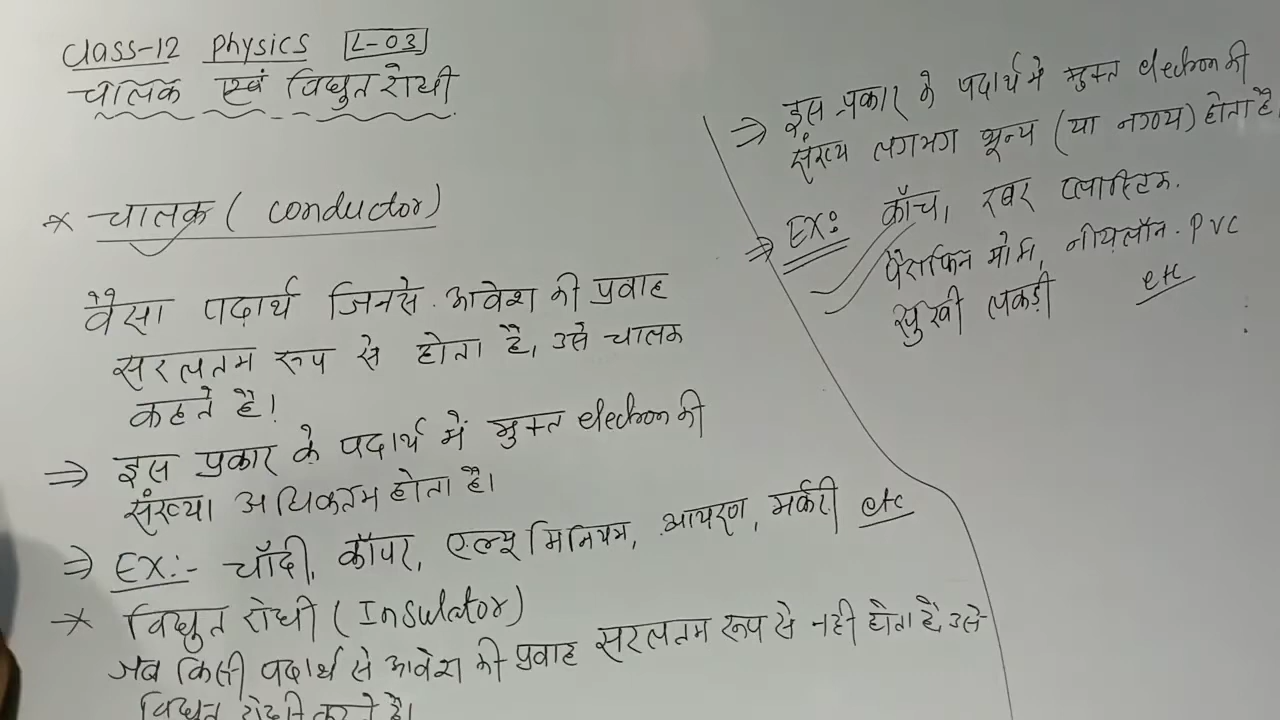 Class-12 Physics L-03
चालक एवं विद्युत रोधी
* चालक ( Conductor)
वैसा पदार्थ जिनसे आवेश की प्रवाह
सरलतम रूप से होता है, उसे चालक
कहते है।
⇒ इस प्रकार के पदार्थ में मुक्त electron की
संख्या अधिकतम होता है।
⇒ EX:- चाँदी, कॉपर, एल्यूमिनियम, आयरण, मर्करी etc
* विद्युत रोधी ( Insulator)
जब किसी पदार्थ से आवेश की प्रवाह सरलतम रूप से नही होता है, उसे
विद्युत रोधी कहते है।
⇒ इस प्रकार के पदार्थ मे मुक्त electron की
संख्य लगभग शून्य (या नगण्य) होता है,
⇒ EX: काँच, रबर प्लास्टिक.
पैराफिन मोम, नायलॉन. PVC
सुखी लकड़ी etc